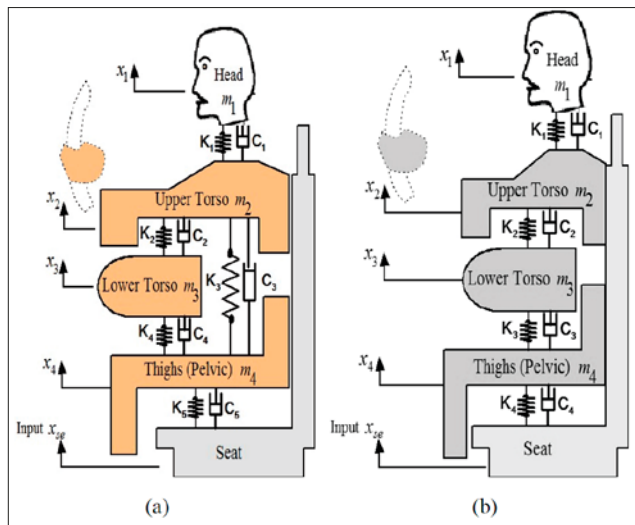 x1
Head
m1
K1 C1
x2
Upper Torso m2
K2 C2
x3
K3 C3
Lower Torso m3
K4 C4
x4
Thighs (Pelvic) m4
K5 C5
Input xse
Seat
(a)
x1
Head
m1
K1 C1
x2
Upper Torso m2
K2 C2
x3
Lower Torso m3
K3 C3
x4
Thighs (Pelvic) m4
K4 C4
Input xse
Seat
(b)